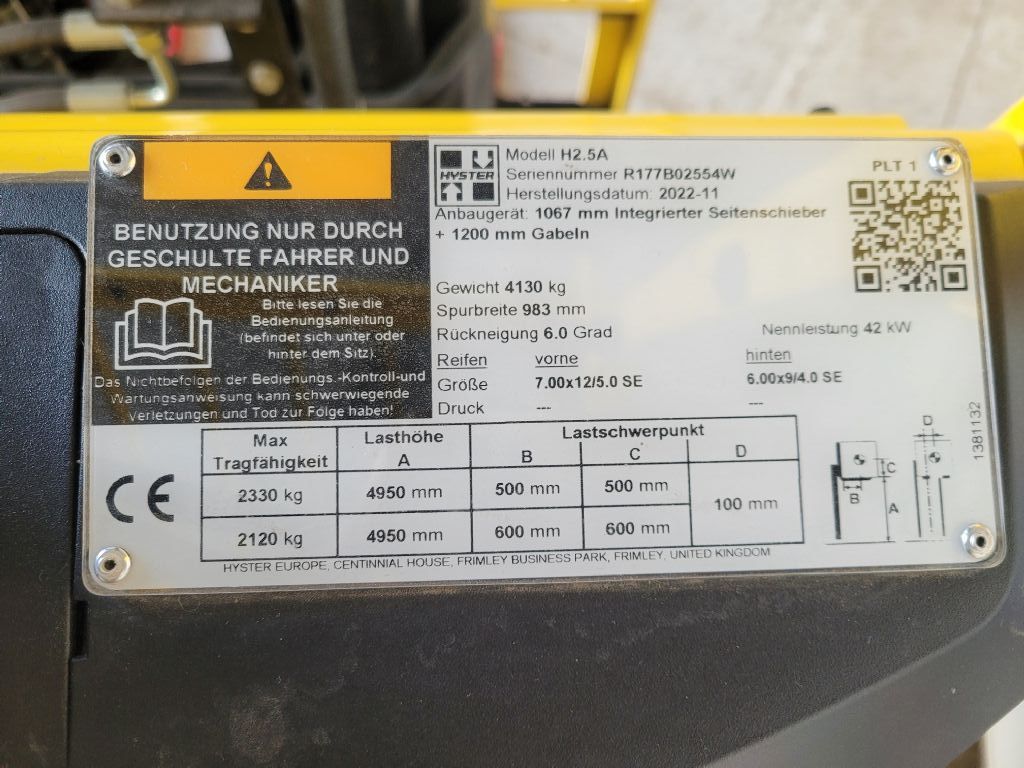 BENUTZUNG NUR DURCH
GESCHULTE FAHRER UND
MECHANIKER
Bitte lesen Sie die
Bedienungsanleitung
(befindet sich unter oder
hinter dem Sitz).
Das Nichtbefolgen der Bedienungs.-Kontroll-und
Wartungsanweisung kann schwerwiegende
Verletzungen und Tod zur Folge haben!
HYSTER
Modell H2.5A
Seriennummer R177B02554W
Herstellungsdatum: 2022-11
Anbaugerät: 1067 mm Integrierter Seitenschieber
+ 1200 mm Gabeln
PLT 1
Gewicht 4130 kg
Spurbreite 983 mm
Rückneigung 6.0 Grad
Nennleistung 42 kW
Reifen vorne hinten
Größe 7.00x12/5.0 SE 6.00x9/4.0 SE
Druck --- ---
Max Tragfähigkeit Lasthöhe A Lastschwerpunkt B C D
2330 kg 4950 mm 500 mm 500 mm 100 mm
2120 kg 4950 mm 600 mm 600 mm
CE
HYSTER EUROPE, CENTINNIAL HOUSE, FRIMLEY BUSINESS PARK, FRIMLEY, UNITED KINGDOM
D
C
B
A
1381132